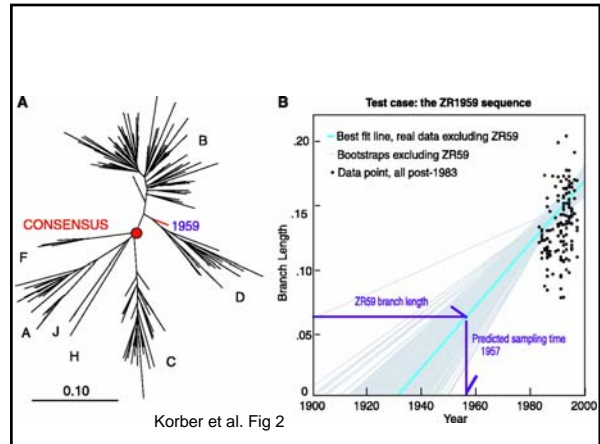 A
B
CONSENSUS
1959
F
D
A
J
H
C
0.10
B
Test case: the ZR1959 sequence
Best fit line, real data excluding ZR59
Bootstraps excluding ZR59
Data point, all post-1983
Branch Length
.20
.15
.10
.05
0
ZR59 branch length
Predicted sampling time
1957
1900 1920 1940 1960 1980 2000
Year
Korber et al. Fig 2